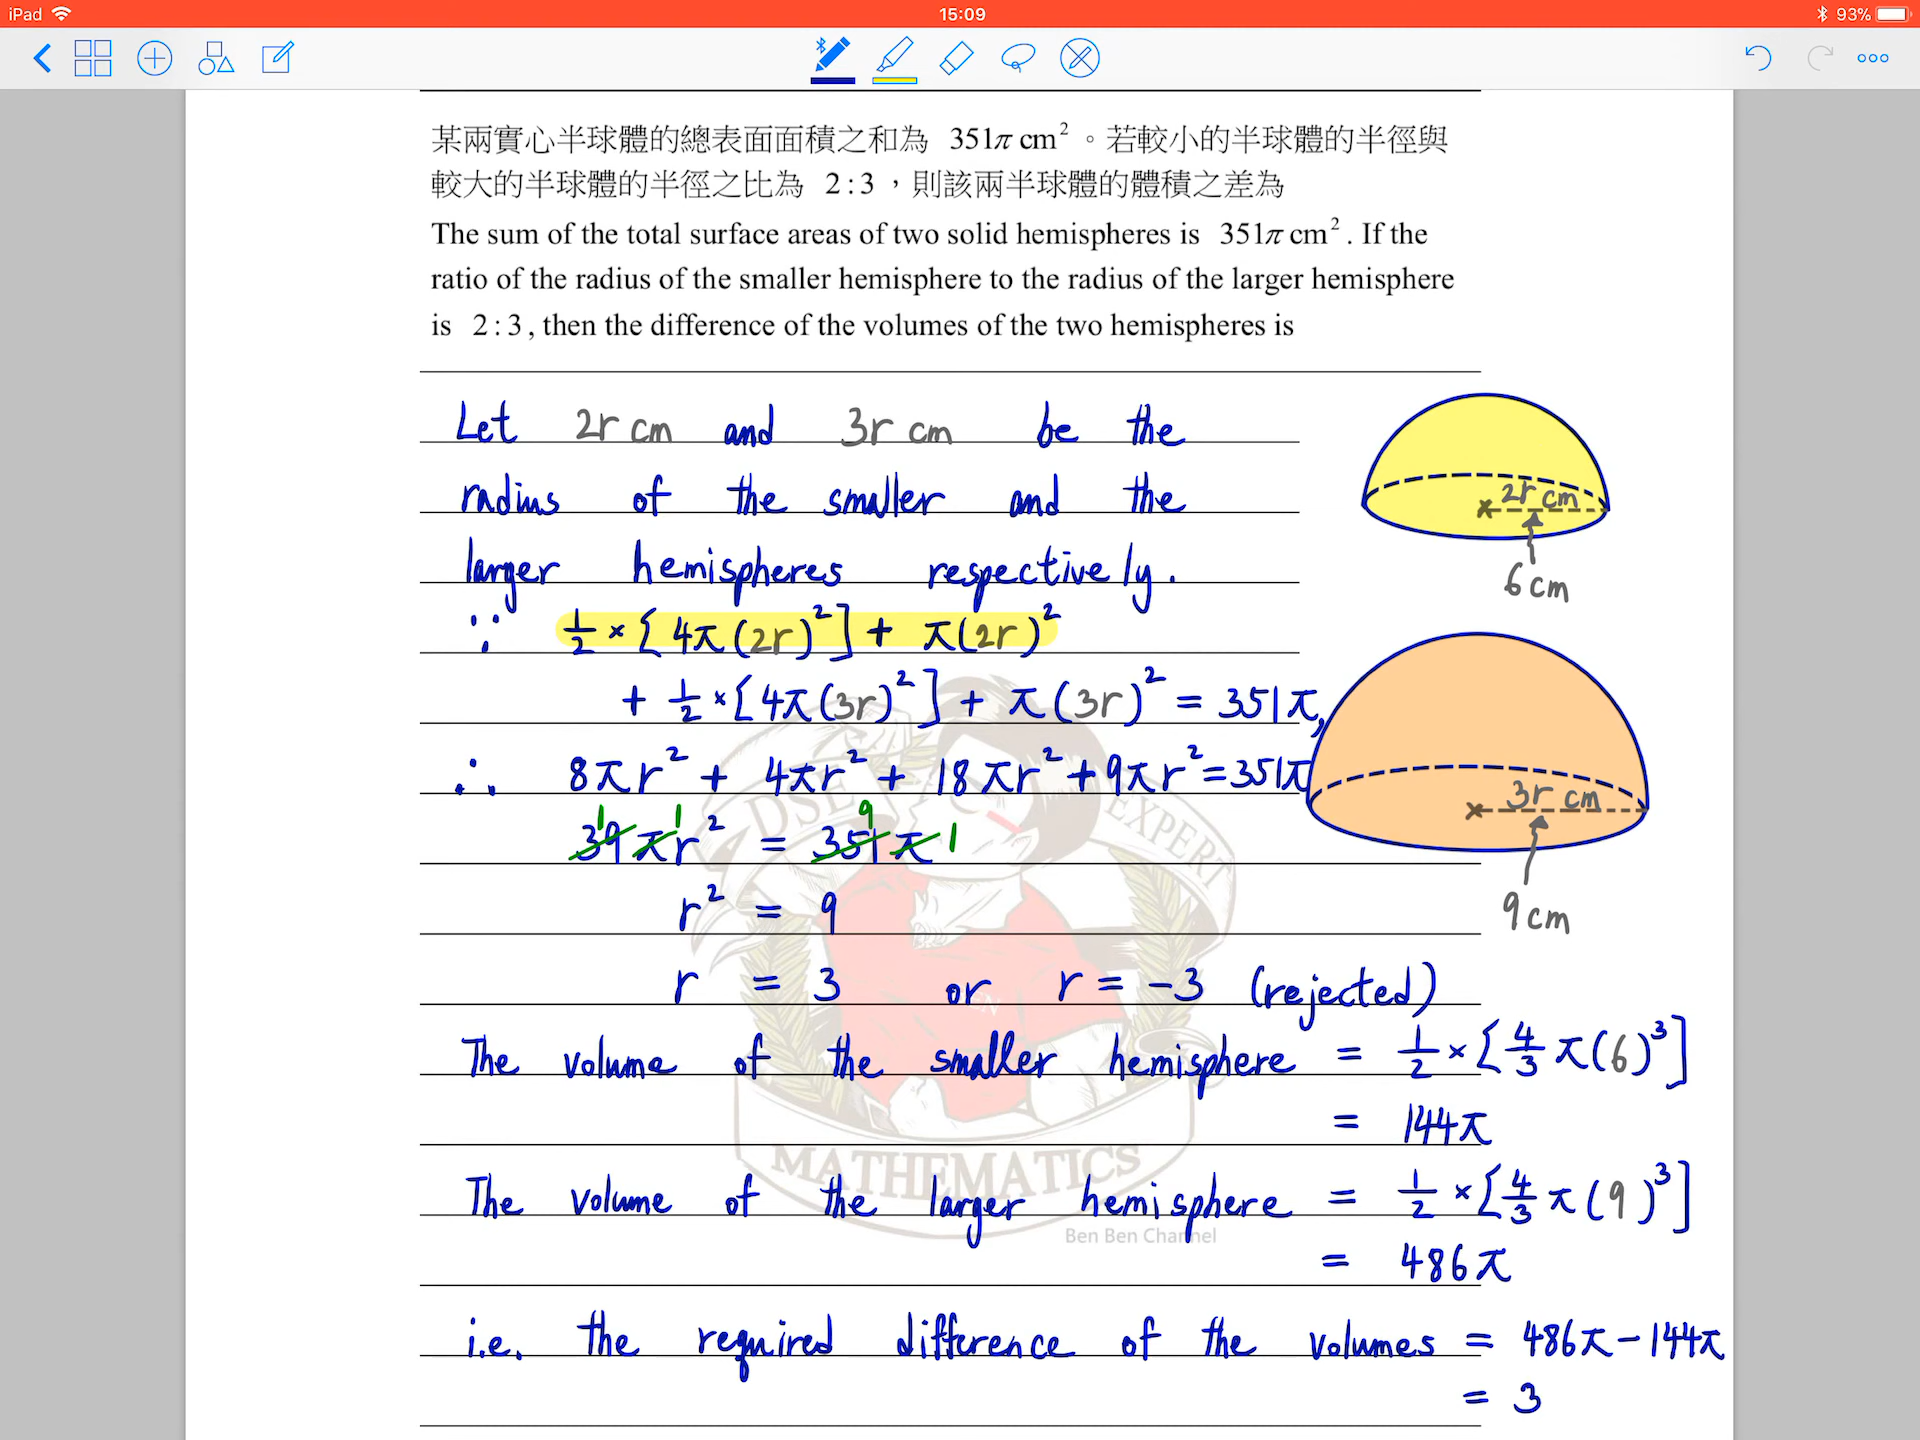 iPad 15:09 93%
某兩實心半球體的總表面面積之和為 351π cm²。若較小的半球體的半徑與
較大的半球體的半徑之比為 2:3，則該兩半球體的體積之差為
The sum of the total surface areas of two solid hemispheres is 351π cm². If the
ratio of the radius of the smaller hemisphere to the radius of the larger hemisphere
is 2:3, then the difference of the volumes of the two hemispheres is
Let 2r cm and 3r cm be the
radius of the smaller and the
larger hemispheres respectively.
∵ 1/2 × [4π(2r)²] + π(2r)²
+ 1/2 × [4π(3r)²] + π(3r)² = 351π,
∴ 8πr² + 4πr² + 18πr² + 9πr² = 351π
1 1 9 1
39πr² = 351π
r² = 9
r = 3 or r = -3 (rejected)
The volume of the smaller hemisphere = 1/2 × [4/3 π(6)³]
= 144π
The volume of the larger hemisphere = 1/2 × [4/3 π(9)³]
= 486π
i.e. the required difference of the volumes = 486π - 144π
= 3
2r cm
6 cm
3r cm
9 cm
DSE EXPERT
MATHEMATICS
Ben Ben Channel